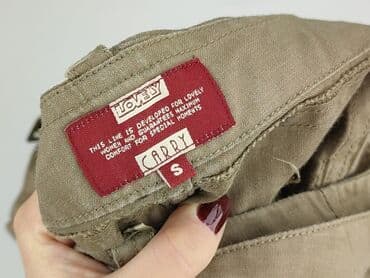 LOVELY
THIS LINE IS DEVELOPED FOR LOVELY
WOMEN AND GUARANTEES MAXIMUM
COMFORT FOR SPECIAL MOMENTS
CARRY
S